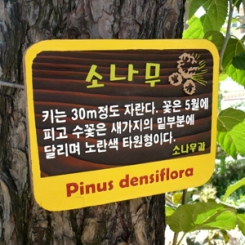 소나무
키는 30m정도 자란다. 꽃은 5월에
피고 수꽃은 새가지의 밑부분에
달리며 노란색 타원형이다.
소나무과
Pinus densiflora